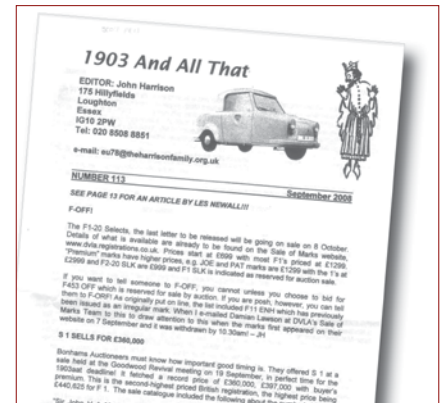 1903 And All That
EDITOR: John Harrison
175 Hillyfields
Loughton
Essex
IG10 2PW
Tel: 020 8508 8851
e-mail: eu78@theharrisonfamily.org.uk
NUMBER 113 September 2008
SEE PAGE 13 FOR AN ARTICLE BY LES NEWALL!!!
F-OFF!
The F1-20 Selects, the last letter to be released will be going on sale on 8 October.
Details of what is available are already to be found on the Sale of Marks website,
www.dvla.registrations.co.uk. Prices start at £699 with most F1's priced at £1299.
"Premium" marks have higher prices, e.g. JOE and PAT marks are £1299 with the 1's at
£2999 and F2-20 SLK are £999 and F1 SLK is indicated as reserved for auction sale.
If you want to tell someone to F-OFF, you cannot unless you choose to bid for
F453 OFF which is reserved for sale by auction. If you are posh, however, you can tell
them to F-ORF! As originally put on line, the list included F11 ENH which has previously
been issued as an irregular mark. When I e-mailed Damian Lawson at DVLA's Sale of
Marks Team to this to draw attention to this when the marks first appeared on their
website on 7 September and it was withdrawn by 10.30am! – JH
S 1 SELLS FOR £360,000
Bonhams Auctioneers must know how important good timing is. They offered S 1 at a
sale held at the Goodwood Revival meeting on 19 September, in perfect time for the
1903aat deadline! It fetched a record price of £360,000, £397,000 with buyer's
premium. This is the second-highest priced British registration, the highest price being
£440,625 for F 1. The sale catalogue included the following about the
"Sir John